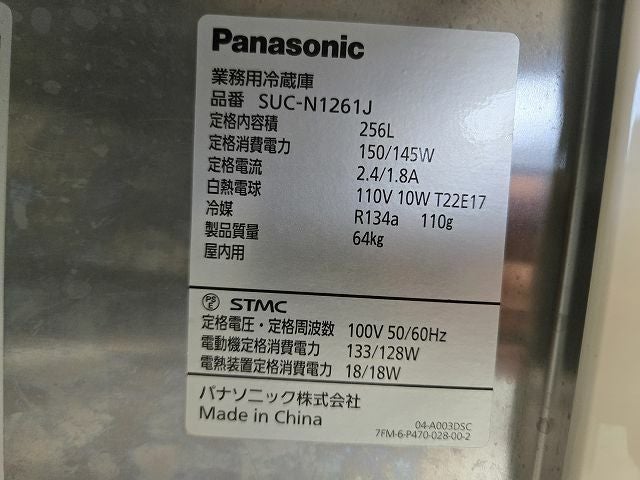 Panasonic
業務用冷蔵庫
品番 SUC-N1261J
定格内容積 256L
定格消費電力 150/145W
定格電流 2.4/1.8A
白熱電球 110V 10W T22E17
冷媒 R134a 110g
製品質量 64kg
屋内用
PSE STMC
定格電圧・定格周波数 100V 50/60Hz
電動機定格消費電力 133/128W
電熱装置定格消費電力 18/18W
パナソニック株式会社
Made in China
04-A003DSC
7FM-6-P470-028-00-2